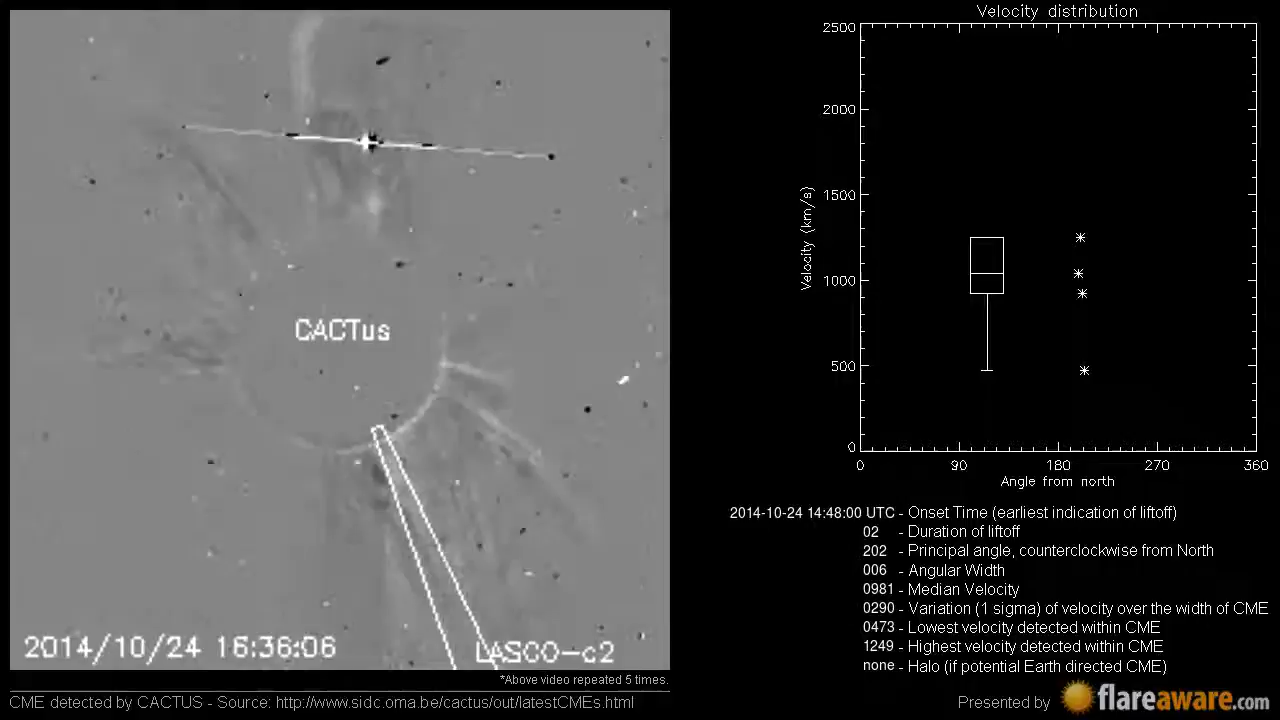 CACTus
2014/10/24 16:36:06
LASCO-c2
*Above video repeated 5 times.
CME detected by CACTUS - Source: http://www.sidc.oma.be/cactus/out/latestCMEs.html
Velocity distribution
Velocity (km/s)
2500
2000
1500
1000
500
0
0 90 180 270 360
Angle from north
2014-10-24 14:48:00 UTC - Onset Time (earliest indication of liftoff)
02 - Duration of liftoff
202 - Principal angle, counterclockwise from North
006 - Angular Width
0981 - Median Velocity
0290 - Variation (1 sigma) of velocity over the width of CME
0473 - Lowest velocity detected within CME
1249 - Highest velocity detected within CME
none - Halo (if potential Earth directed CME)
Presented by flareaware.com